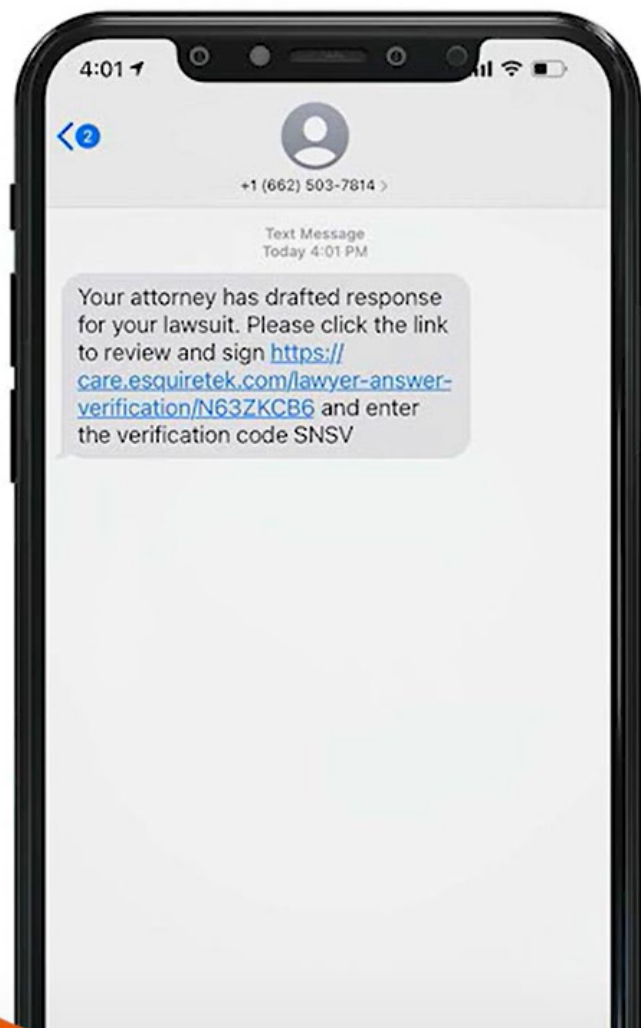 4:01
2
+1 (662) 503-7814 >
Text Message
Today 4:01 PM
Your attorney has drafted response
for your lawsuit. Please click the link
to review and sign https://
care.esquiretek.com/lawyer-answer-
verification/N63ZKCB6 and enter
the verification code SNSV